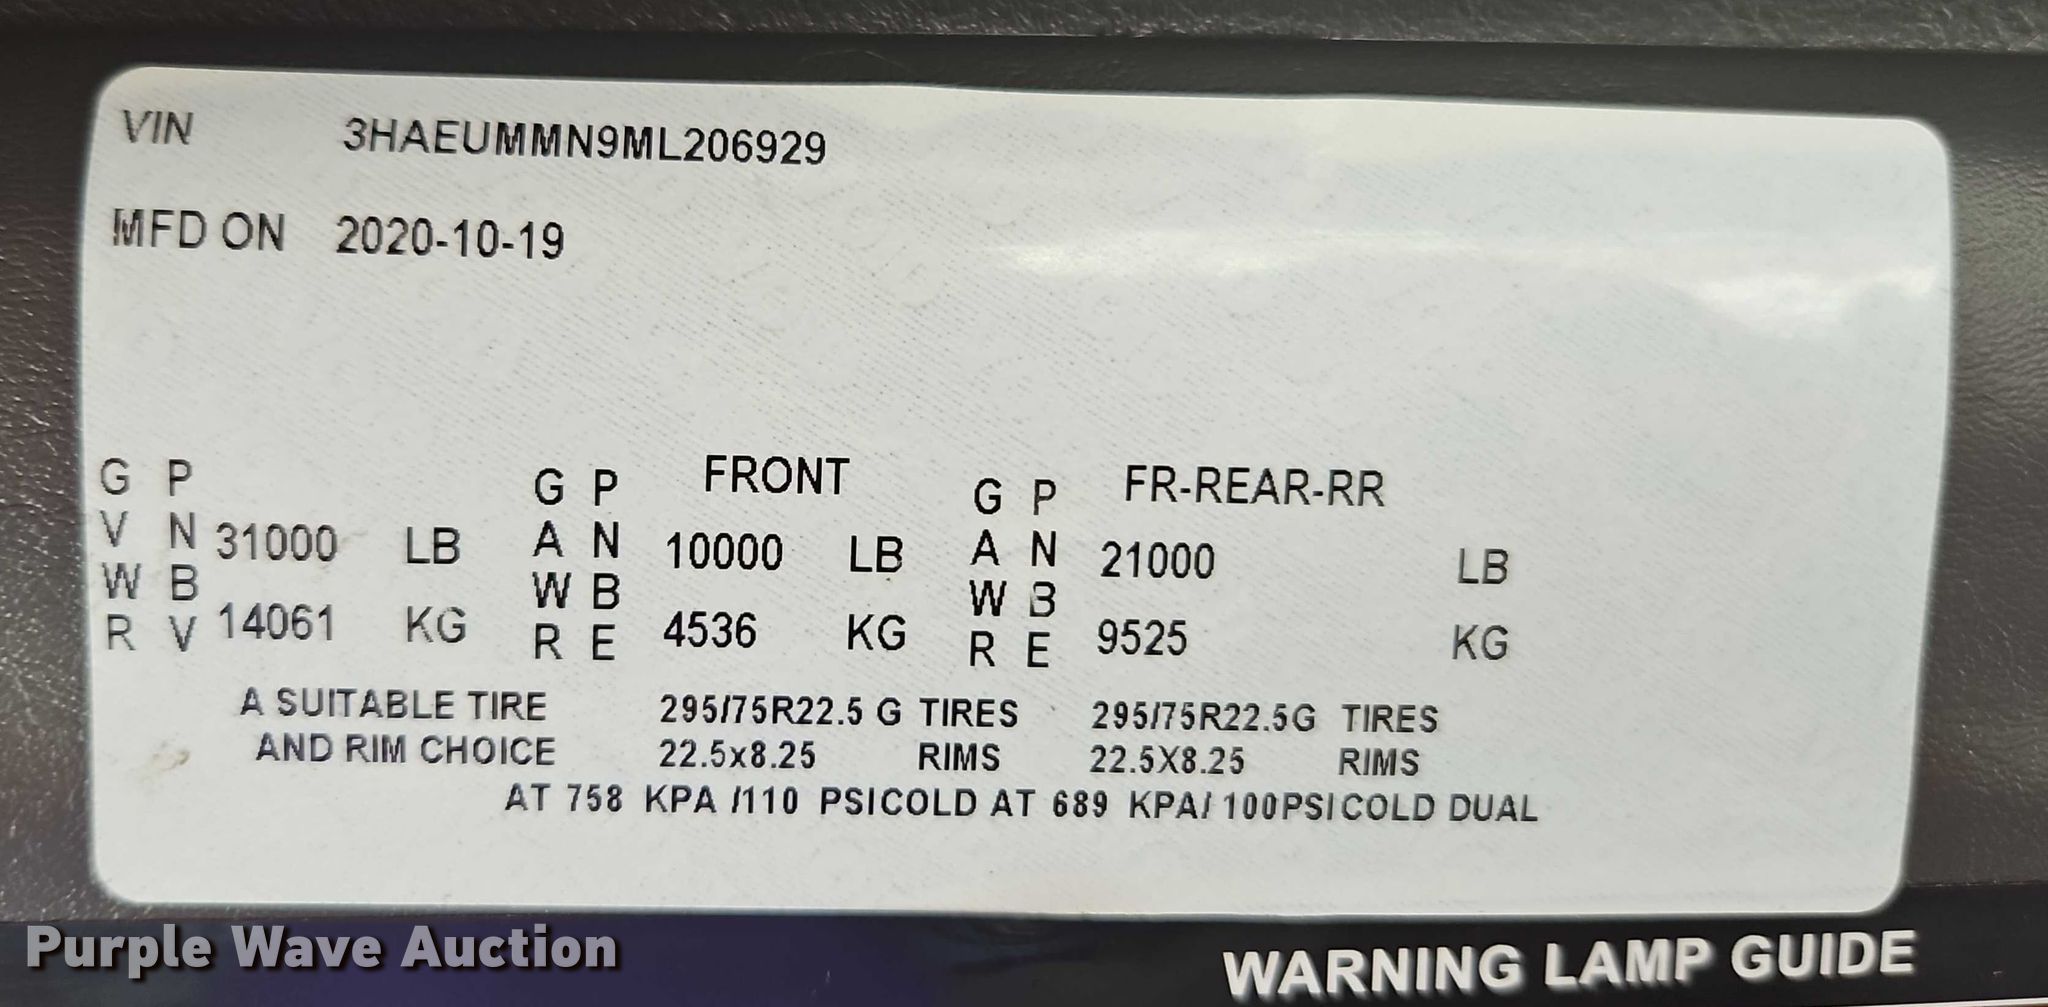 VIN 3HAEUMMN9ML206929
MFD ON 2020-10-19
G P G P FRONT G P FR-REAR-RR
V N 31000 LB A N 10000 LB A N 21000 LB
W B W B W B
R V 14061 KG R E 4536 KG R E 9525 KG
A SUITABLE TIRE 295/75R22.5 G TIRES 295/75R22.5G TIRES
AND RIM CHOICE 22.5x8.25 RIMS 22.5X8.25 RIMS
AT 758 KPA /110 PSICOLD AT 689 KPA/ 100PSICOLD DUAL
Purple Wave Auction
WARNING LAMP GUIDE